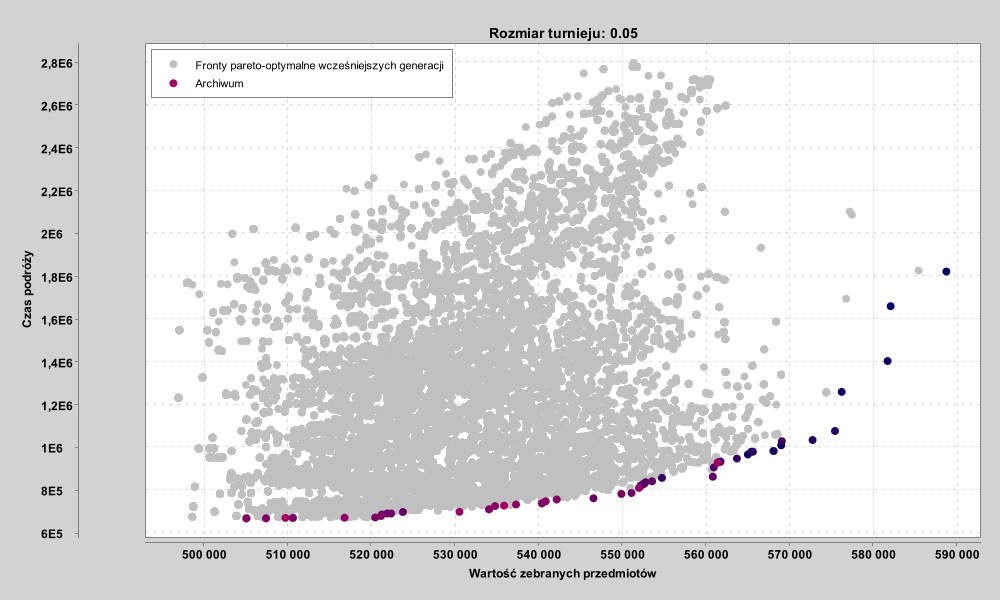 Rozmiar turnieju: 0.05
Fronty pareto-optymalne wcześniejszych generacji
Archiwum
2,8E6
2,6E6
2,4E6
2,2E6
2E6
1,8E6
1,6E6
1,4E6
1,2E6
1E6
8E5
6E5
Czas podróży
500 000 510 000 520 000 530 000 540 000 550 000 560 000 570 000 580 000 590 000
Wartość zebranych przedmiotów